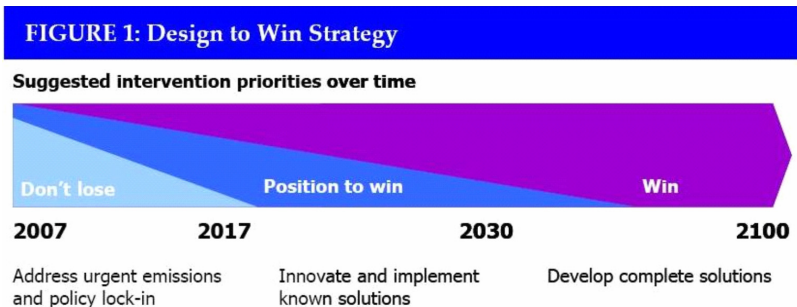 FIGURE 1: Design to Win Strategy
Suggested intervention priorities over time
Don't lose
Position to win
Win
2007
2017
2030
2100
Address urgent emissions
and policy lock-in
Innovate and implement
known solutions
Develop complete solutions